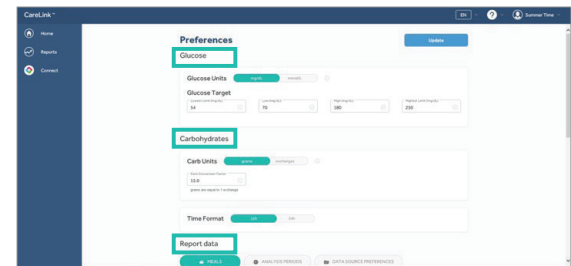 CareLink™
EN
Summer Time
Home
Reports
Connect
Preferences
Update
Glucose
Glucose Units
mg/dL
mmol/L
Glucose Target
54
70
180
250
Carbohydrates
Carb Units
grams
exchanges
15.0
grams are equal to 1 exchange
Time Format
12h
24h
Report data
MEALS
ANALYSIS PERIODS
DATA SOURCE PREFERENCES